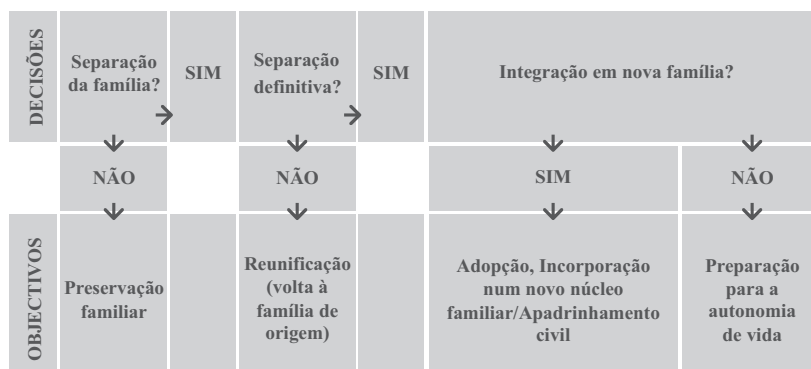 DECISÕES
Separação
da família?
SIM
Separação
definitiva?
SIM
Integração em nova família?
NÃO
NÃO
SIM
NÃO
OBJECTIVOS
Preservação
familiar
Reunificação
(volta à
família de
origem)
Adopção, Incorporação
num novo núcleo
familiar/Apadrinhamento
civil
Preparação
para a
autonomia
de vida